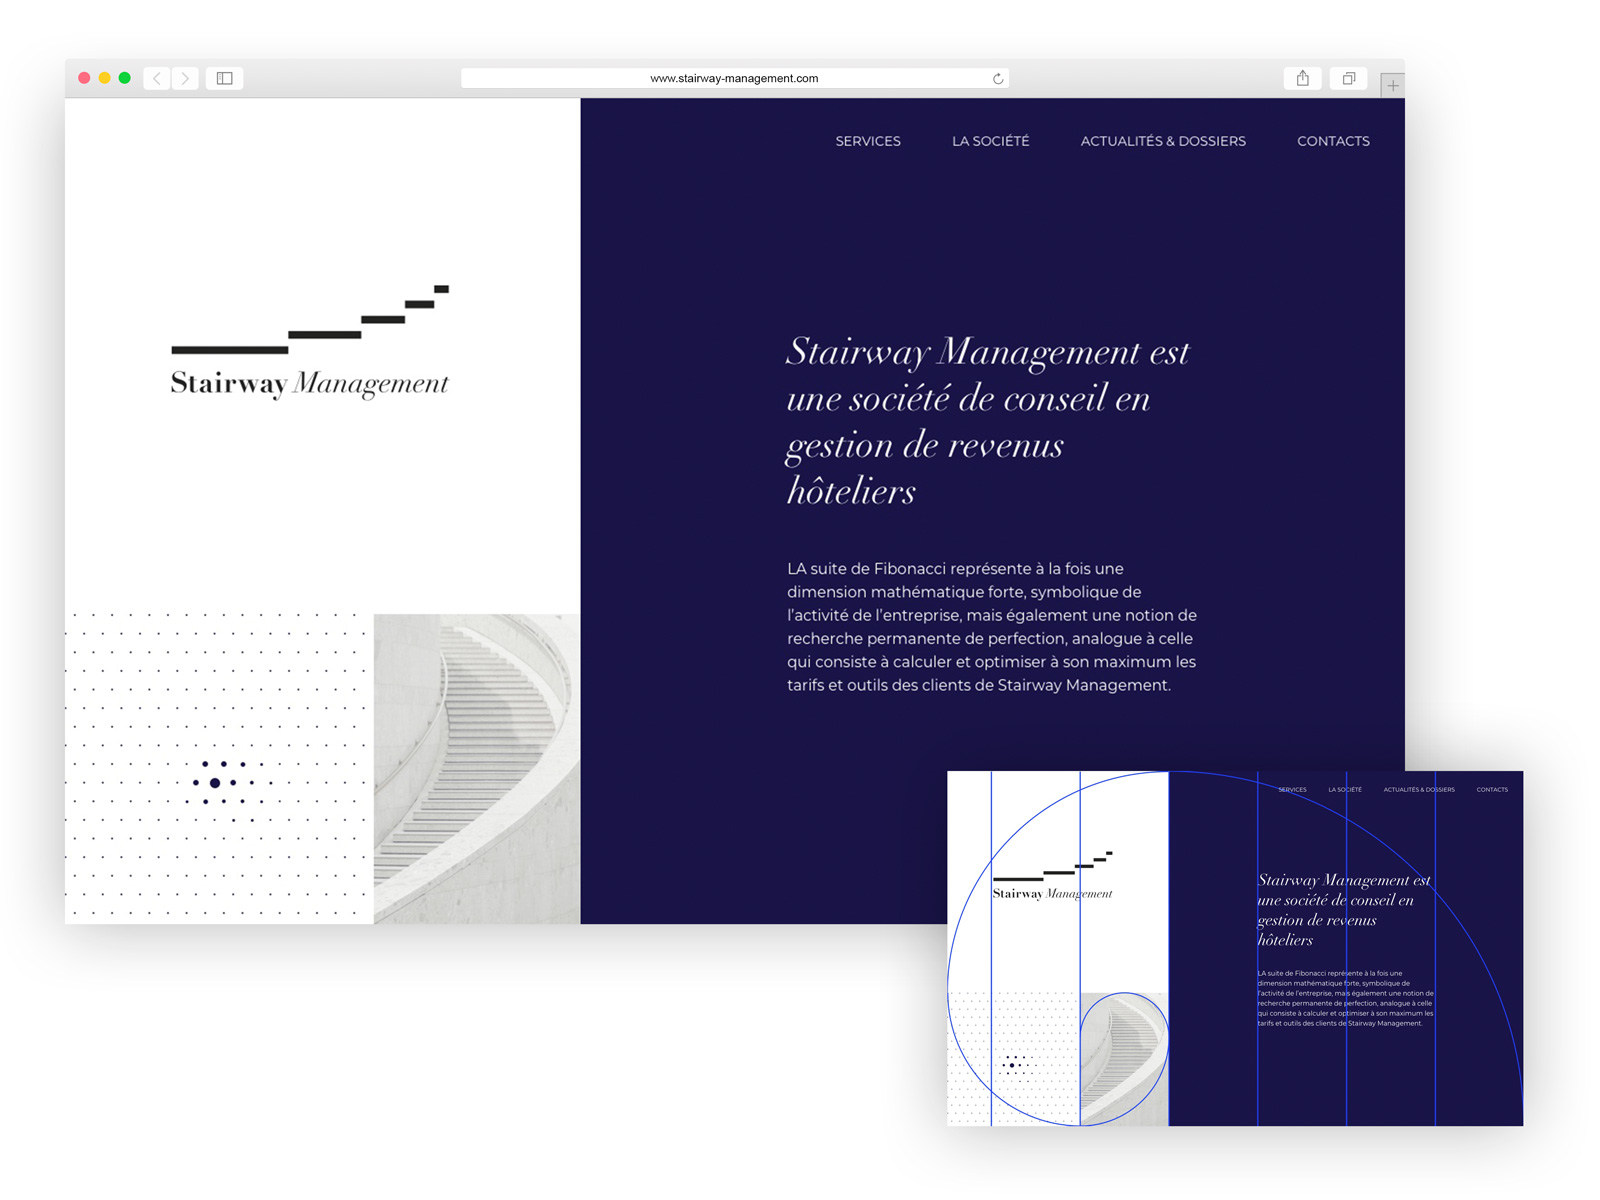 www.stairway-management.com
SERVICES LA SOCIÉTÉ ACTUALITÉS & DOSSIERS CONTACTS
Stairway Management
Stairway Management est
une société de conseil en
gestion de revenus
hôteliers
LA suite de Fibonacci représente à la fois une
dimension mathématique forte, symbolique de
l'activité de l'entreprise, mais également une notion de
recherche permanente de perfection, analogue à celle
qui consiste à calculer et optimiser à son maximum les
tarifs et outils des clients de Stairway Management.
SERVICES LA SOCIÉTÉ ACTUALITÉS & DOSSIERS CONTACTS
Stairway Management
Stairway Management est
une société de conseil en
gestion de revenus
hôteliers
LA suite de Fibonacci représente à la fois une
dimension mathématique forte, symbolique de
l'activité de l'entreprise, mais également une notion de
recherche permanente de perfection, analogue à celle
qui consiste à calculer et optimiser à son maximum les
tarifs et outils des clients de Stairway Management.